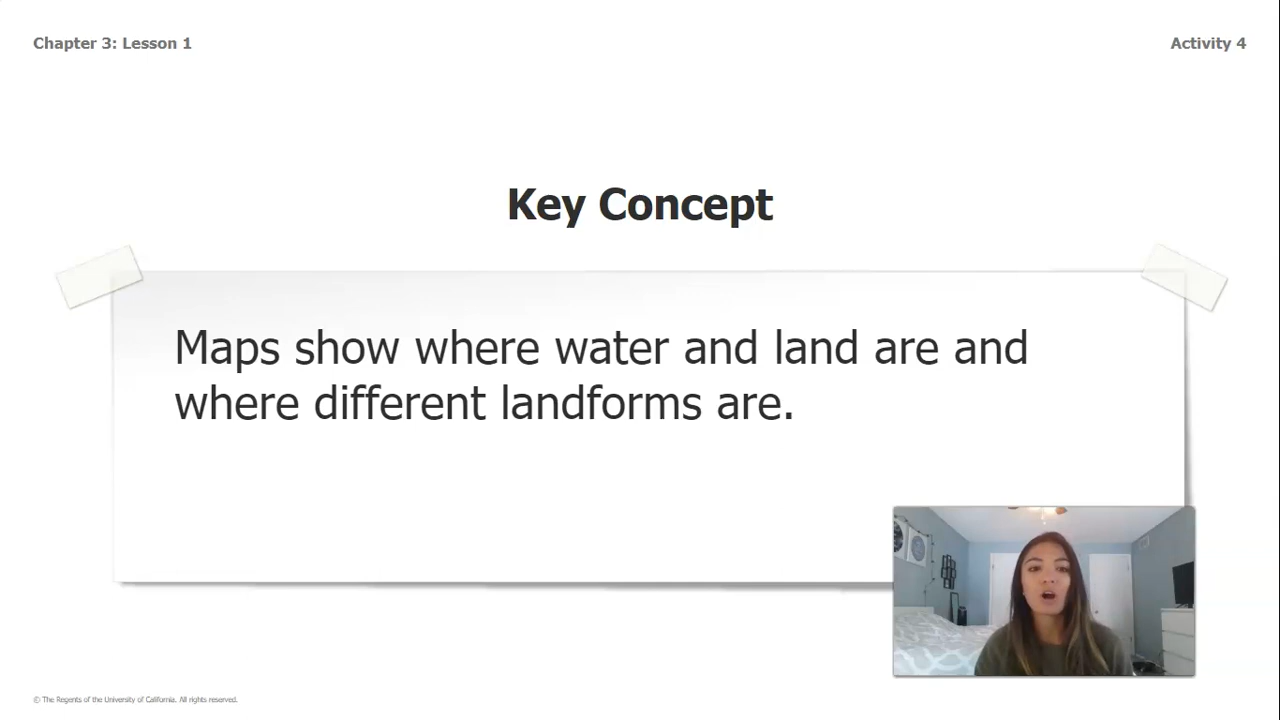 Chapter 3: Lesson 1
Activity 4
Key Concept
Maps show where water and land are and
where different landforms are.
© The Regents of the University of California. All rights reserved.